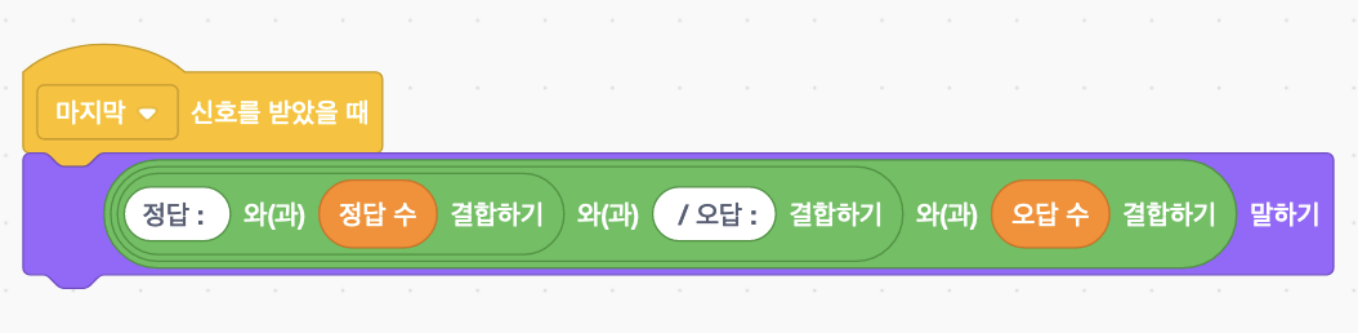 마지막 신호를 받았을 때
정답 : 와(과) 정답 수 결합하기 와(과) / 오답 : 결합하기 와(과) 오답 수 결합하기 말하기